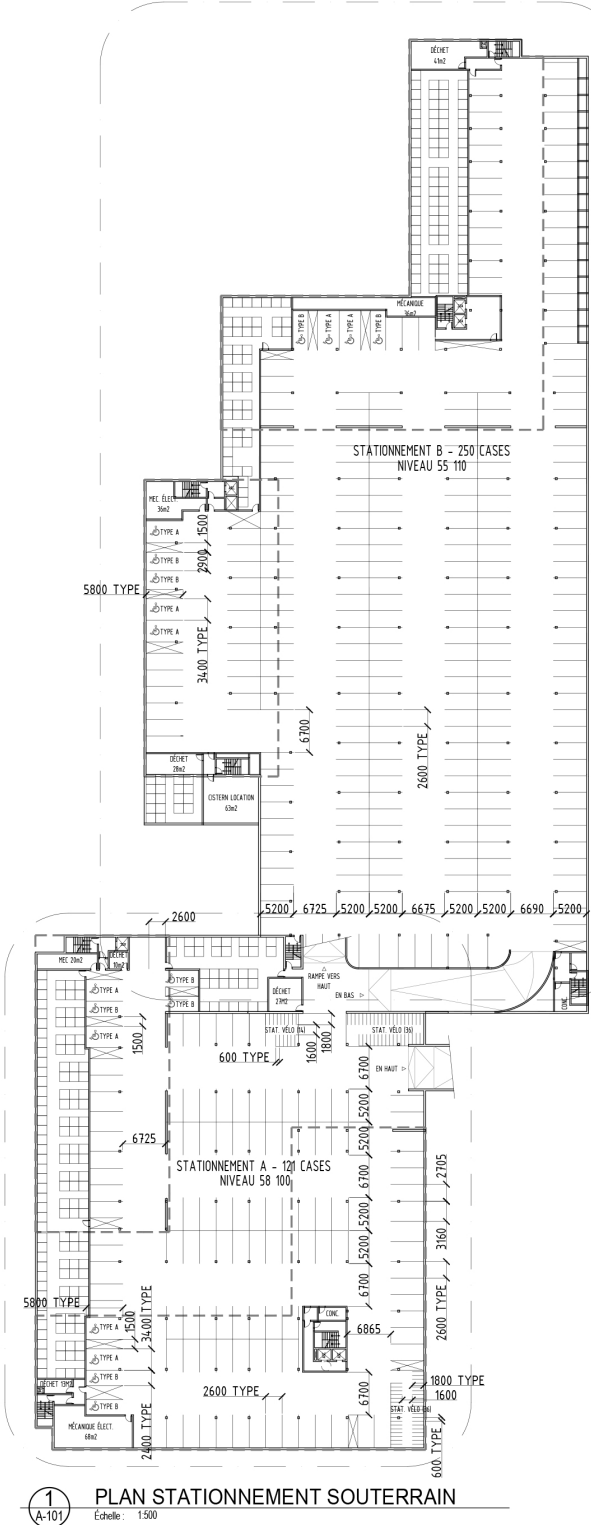 DÉCHET
41m2
MÉCANIQUE
36m2
TYPE B
TYPE A
TYPE A
TYPE B
STATIONNEMENT B - 250 CASES
NIVEAU 55 110
MEC. ÉLECT.
36m2
1500
TYPE A
2900
TYPE B
TYPE B
5800 TYPE
TYPE A
TYPE A
3400 TYPE
6700
2600 TYPE
DÉCHET
28m2
CISTERN LOCATION
63m2
2600
5200 6725 5200 5200 6675 5200 5200 6690 5200
MEC 20m2
DÉCHET
10m2
TYPE B
TYPE B
DÉCHET
27M2
RAMPE VERS
HAUT
EN BAS
CONC.
TYPE A
TYPE B
TYPE A
1500
STAT. VÉLO (14)
STAT. VÉLO (36)
600 TYPE
1600
1800
EN HAUT
6700
5200
6725
STATIONNEMENT A - 121 CASES
NIVEAU 58 100
5200
6700
5200
5200
6700
2705
3160
2600 TYPE
5800 TYPE
1500
3400 TYPE
TYPE A
TYPE A
TYPE B
TYPE B
CONC.
6865
6700
2600 TYPE
1800 TYPE
1600
DÉCHET 13M2
STAT. VÉLO (36)
MÉCANIQUE ÉLECT.
68m2
2400 TYPE
600 TYPE
1
A-101
PLAN STATIONNEMENT SOUTERRAIN
Échelle : 1:500